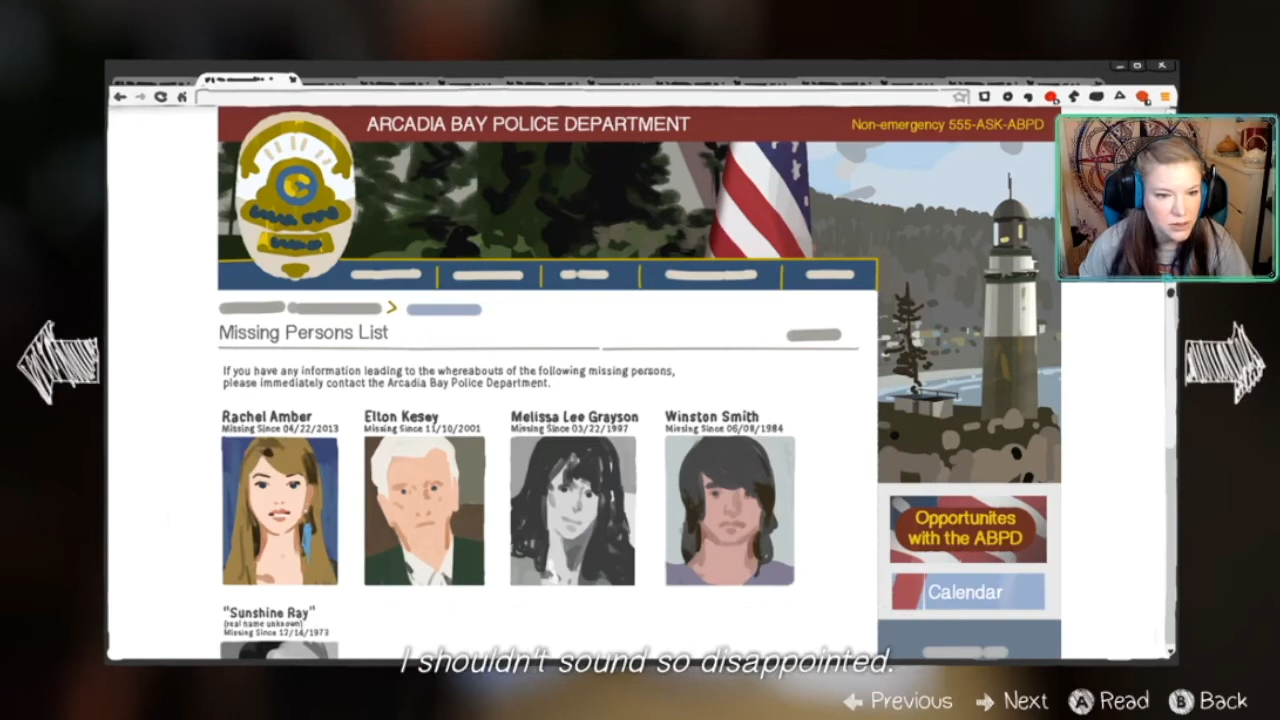 ARCADIA BAY POLICE DEPARTMENT
Non-emergency 555-ASK-ABPD
Missing Persons List
If you have any information leading to the whereabouts of the following missing persons,
please immediately contact the Arcadia Bay Police Department.
Rachel Amber
Missing Since 04/22/2013
Elton Kesey
Missing Since 11/10/2001
Melissa Lee Grayson
Missing Since 03/22/1997
Winston Smith
Missing Since 06/08/1984
"Sunshine Ray"
(real name unknown)
Missing Since 12/14/1973
Opportunites
with the ABPD
Calendar
I shouldn't sound so disappointed.
Previous
Next
A Read
B Back